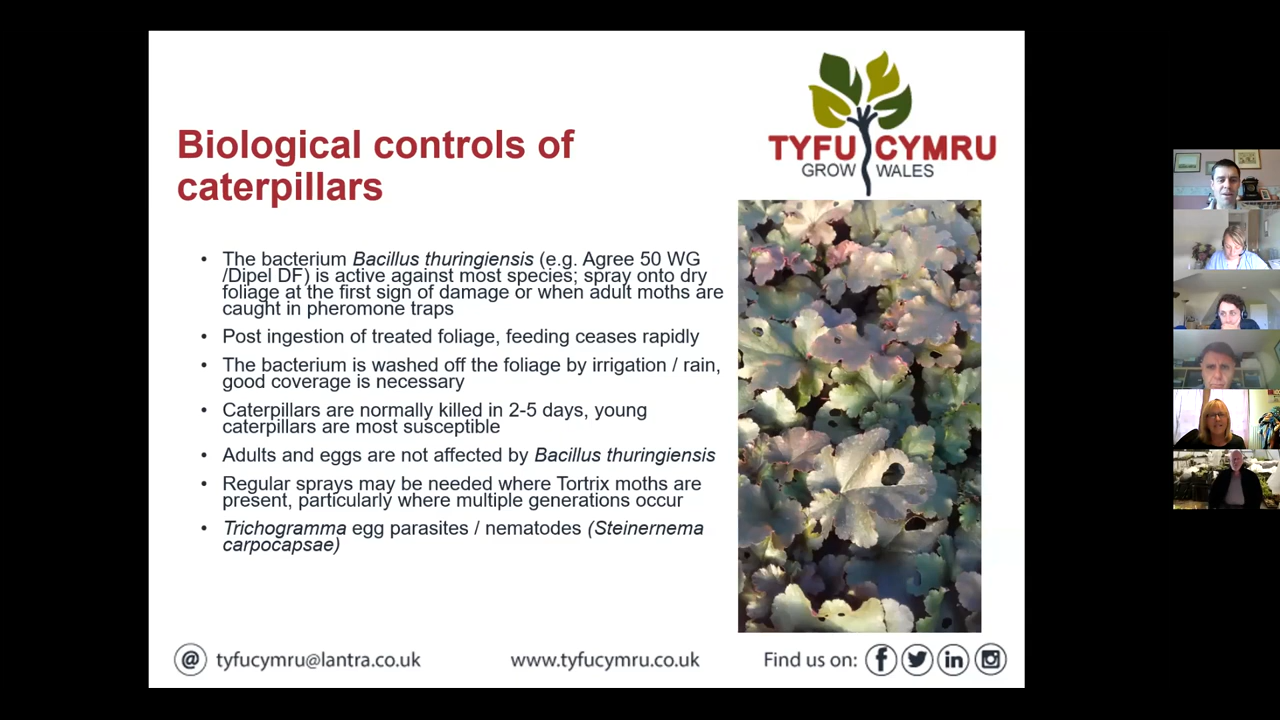 TYFU CYMRU
GROW WALES
Biological controls of
caterpillars
• The bacterium Bacillus thuringiensis (e.g. Agree 50 WG
/Dipel DF) is active against most species; spray onto dry
foliage at the first sign of damage or when adult moths are
caught in pheromone traps
• Post ingestion of treated foliage, feeding ceases rapidly
• The bacterium is washed off the foliage by irrigation / rain,
good coverage is necessary
• Caterpillars are normally killed in 2-5 days, young
caterpillars are most susceptible
• Adults and eggs are not affected by Bacillus thuringiensis
• Regular sprays may be needed where Tortrix moths are
present, particularly where multiple generations occur
• Trichogramma egg parasites / nematodes (Steinernema
carpocapsae)
@ tyfucymru@lantra.co.uk www.tyfucymru.co.uk Find us on: